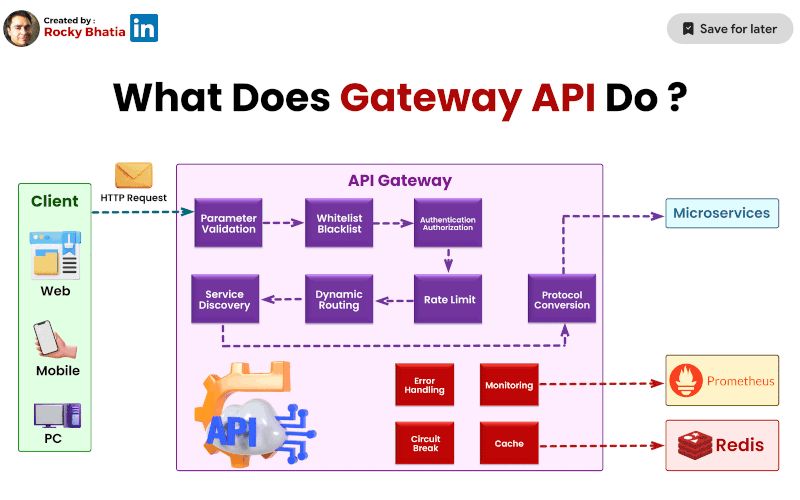 Created by :
Rocky Bhatia
in
Save for later
What Does Gateway API Do ?
Client
Web
Mobile
PC
HTTP Request
API Gateway
Parameter
Validation
Whitelist
Blacklist
Authentication
Authorization
Service
Discovery
Dynamic
Routing
Rate Limit
Protocol
Conversion
API
Error
Handling
Monitoring
Circuit
Break
Cache
Microservices
Prometheus
Redis